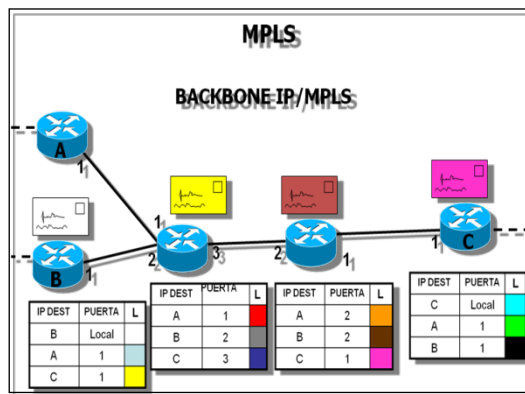 MPLS
BACKBONE IP/MPLS
A
1
1
2
3
2
1
1
C
B
1
IP DEST PUERTA L
B Local
A 1
C 1
IP DEST PUERTA L
A 1
B 2
C 3
IP DEST PUERTA L
A 2
B 2
C 1
IP DEST PUERTA L
C Local
A 1
B 1